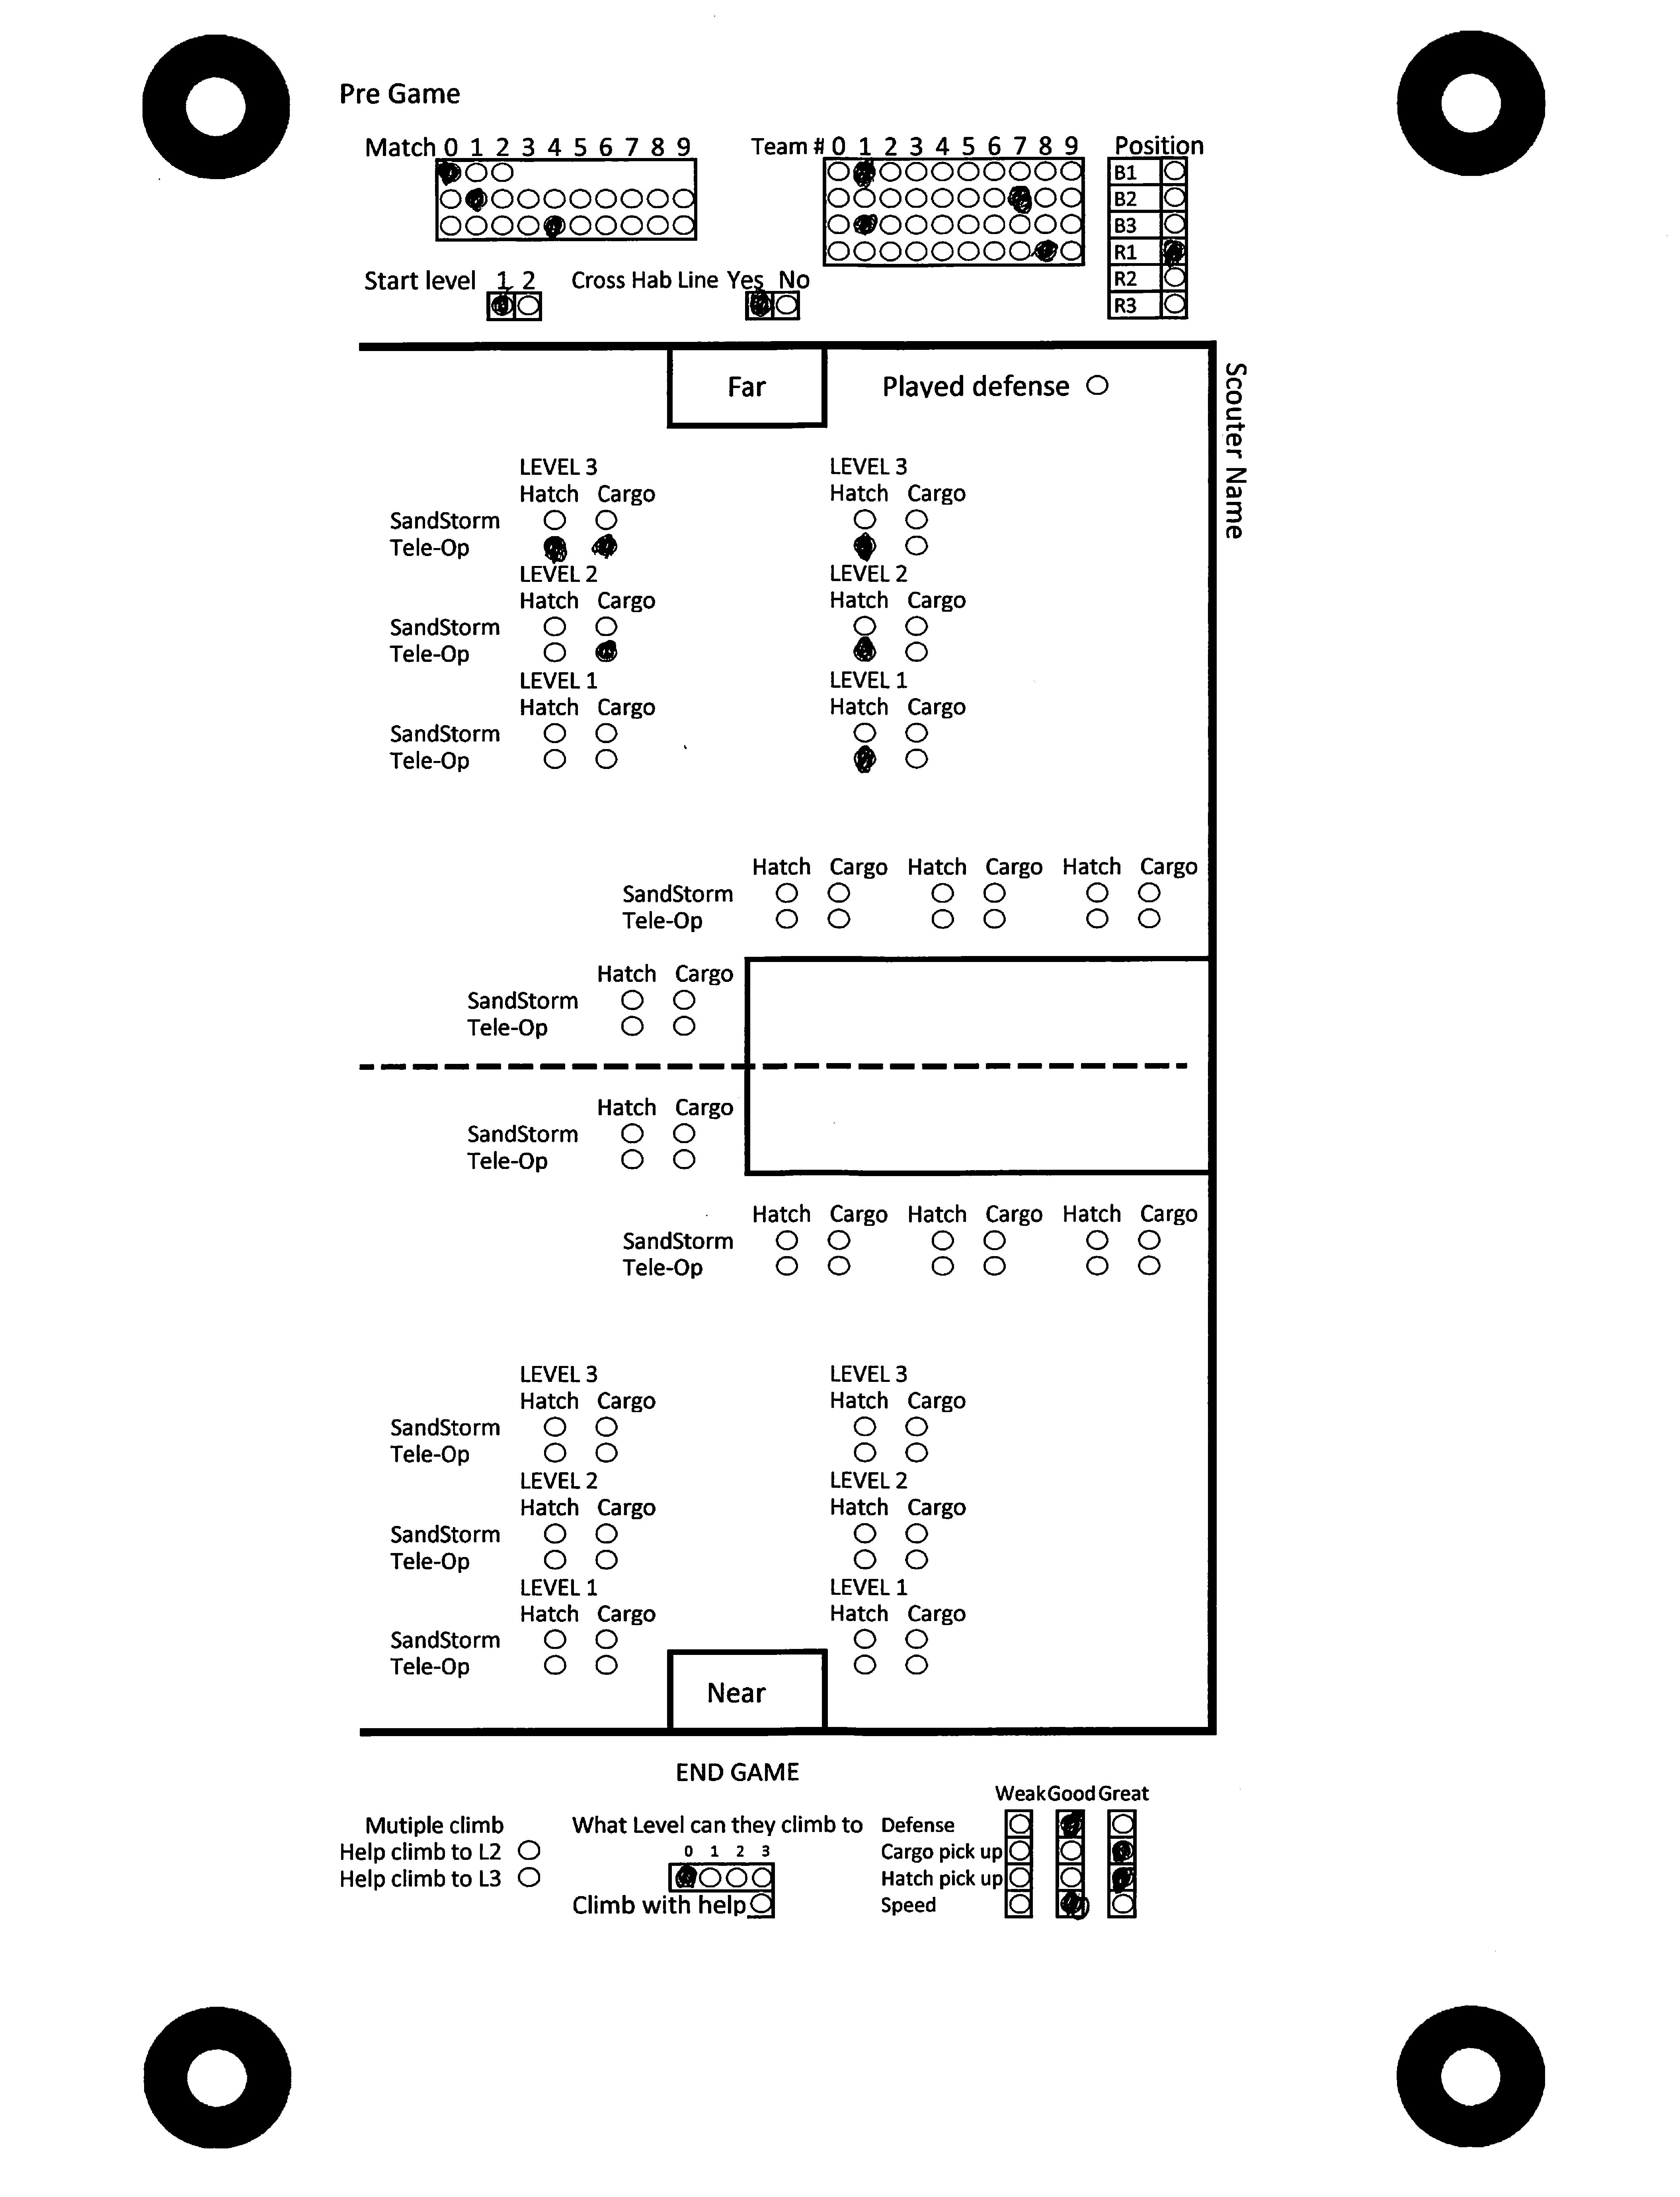 Pre Game
Match 0 1 2 3 4 5 6 7 8 9
Team # 0 1 2 3 4 5 6 7 8 9
Position
B1
B2
B3
R1
R2
R3
Start level 1 2
Cross Hab Line Yes No
Far
Played defense
Scouter Name
LEVEL 3 LEVEL 3
Hatch Cargo Hatch Cargo
SandStorm
Tele-Op
LEVEL 2 LEVEL 2
Hatch Cargo Hatch Cargo
SandStorm
Tele-Op
LEVEL 1 LEVEL 1
Hatch Cargo Hatch Cargo
SandStorm
Tele-Op
Hatch Cargo Hatch Cargo Hatch Cargo
SandStorm
Tele-Op
Hatch Cargo
SandStorm
Tele-Op
Hatch Cargo
SandStorm
Tele-Op
Hatch Cargo Hatch Cargo Hatch Cargo
SandStorm
Tele-Op
LEVEL 3 LEVEL 3
Hatch Cargo Hatch Cargo
SandStorm
Tele-Op
LEVEL 2 LEVEL 2
Hatch Cargo Hatch Cargo
SandStorm
Tele-Op
LEVEL 1 LEVEL 1
Hatch Cargo Hatch Cargo
SandStorm
Tele-Op
Near
END GAME
Mutiple climb
Help climb to L2
Help climb to L3
What Level can they climb to
0 1 2 3
Climb with help
Weak Good Great
Defense
Cargo pick up
Hatch pick up
Speed